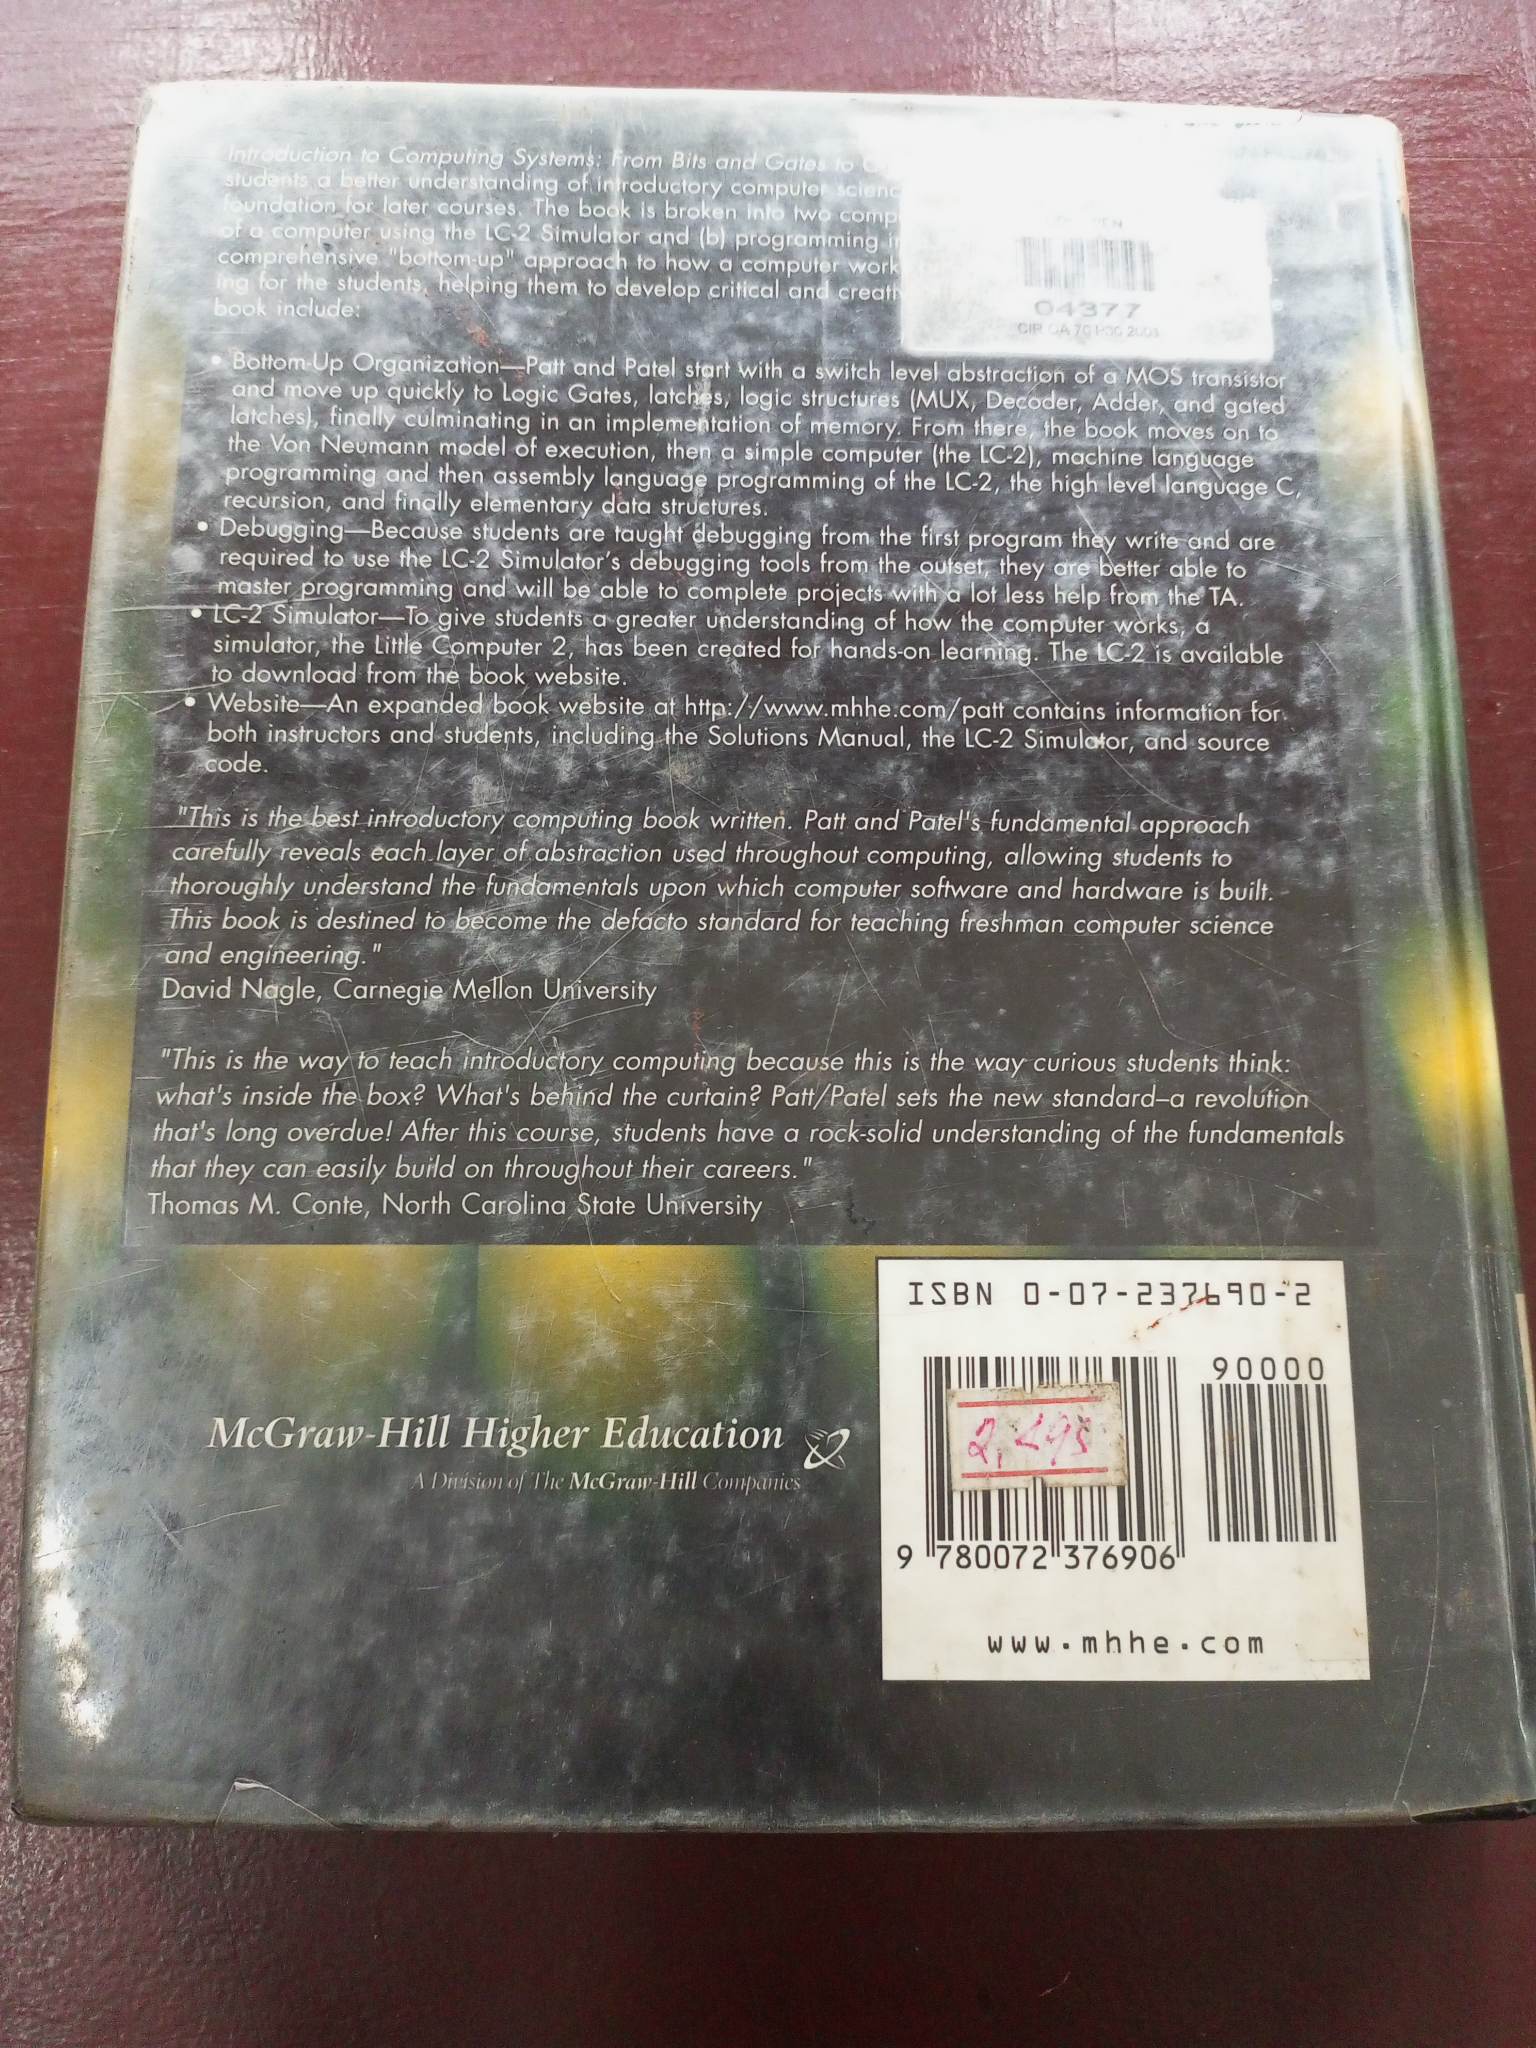 Introduction to Computing Systems: From Bits and Gates to C
students a better understanding of introductory computer scienc
foundation for later courses. The book is broken into two comp
of a computer using the LC-2 Simulator and (b) programming i
comprehensive "bottom-up" approach to how a computer work
ing for the students, helping them to develop critical and creati
book include:
04377
• Bottom-Up Organization—Patt and Patel start with a switch level abstraction of a MOS transistor
and move up quickly to Logic Gates, latches, logic structures (MUX, Decoder, Adder, and gated
latches), finally culminating in an implementation of memory. From there, the book moves on to
the Von Neumann model of execution, then a simple computer (the LC-2), machine language
programming and then assembly language programming of the LC-2, the high level language C,
recursion, and finally elementary data structures.
• Debugging—Because students are taught debugging from the first program they write and are
required to use the LC-2 Simulator's debugging tools from the outset, they are better able to
master programming and will be able to complete projects with a lot less help from the TA.
• LC-2 Simulator—To give students a greater understanding of how the computer works, a
simulator, the Little Computer 2, has been created for hands-on learning. The LC-2 is available
to download from the book website.
• Website—An expanded book website at http://www.mhhe.com/patt contains information for
both instructors and students, including the Solutions Manual, the LC-2 Simulator, and source
code.
"This is the best introductory computing book written. Patt and Patel's fundamental approach
carefully reveals each layer of abstraction used throughout computing, allowing students to
thoroughly understand the fundamentals upon which computer software and hardware is built.
This book is destined to become the defacto standard for teaching freshman computer science
and engineering."
David Nagle, Carnegie Mellon University
"This is the way to teach introductory computing because this is the way curious students think:
what's inside the box? What's behind the curtain? Patt/Patel sets the new standard–a revolution
that's long overdue! After this course, students have a rock-solid understanding of the fundamentals
that they can easily build on throughout their careers."
Thomas M. Conte, North Carolina State University
ISBN 0-07-237690-2
90000
McGraw-Hill Higher Education
A Division of The McGraw-Hill Companies
9 780072 376906
www.mhhe.com